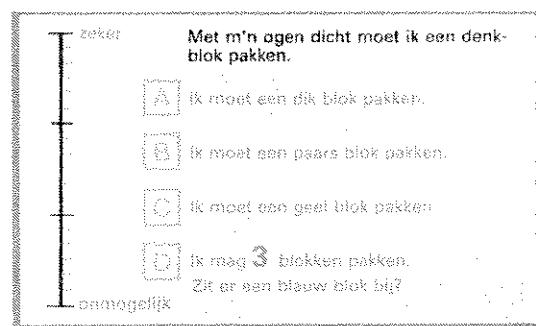 zeker
Met m'n ogen dicht moet ik een denk-
blok pakken.
A Ik moet een dik blok pakken.
B Ik moet een paars blok pakken.
C Ik moet een geel blok pakken
D Ik mag 3 blokken pakken.
Zit er een blauw blok bij?
onmogelijk